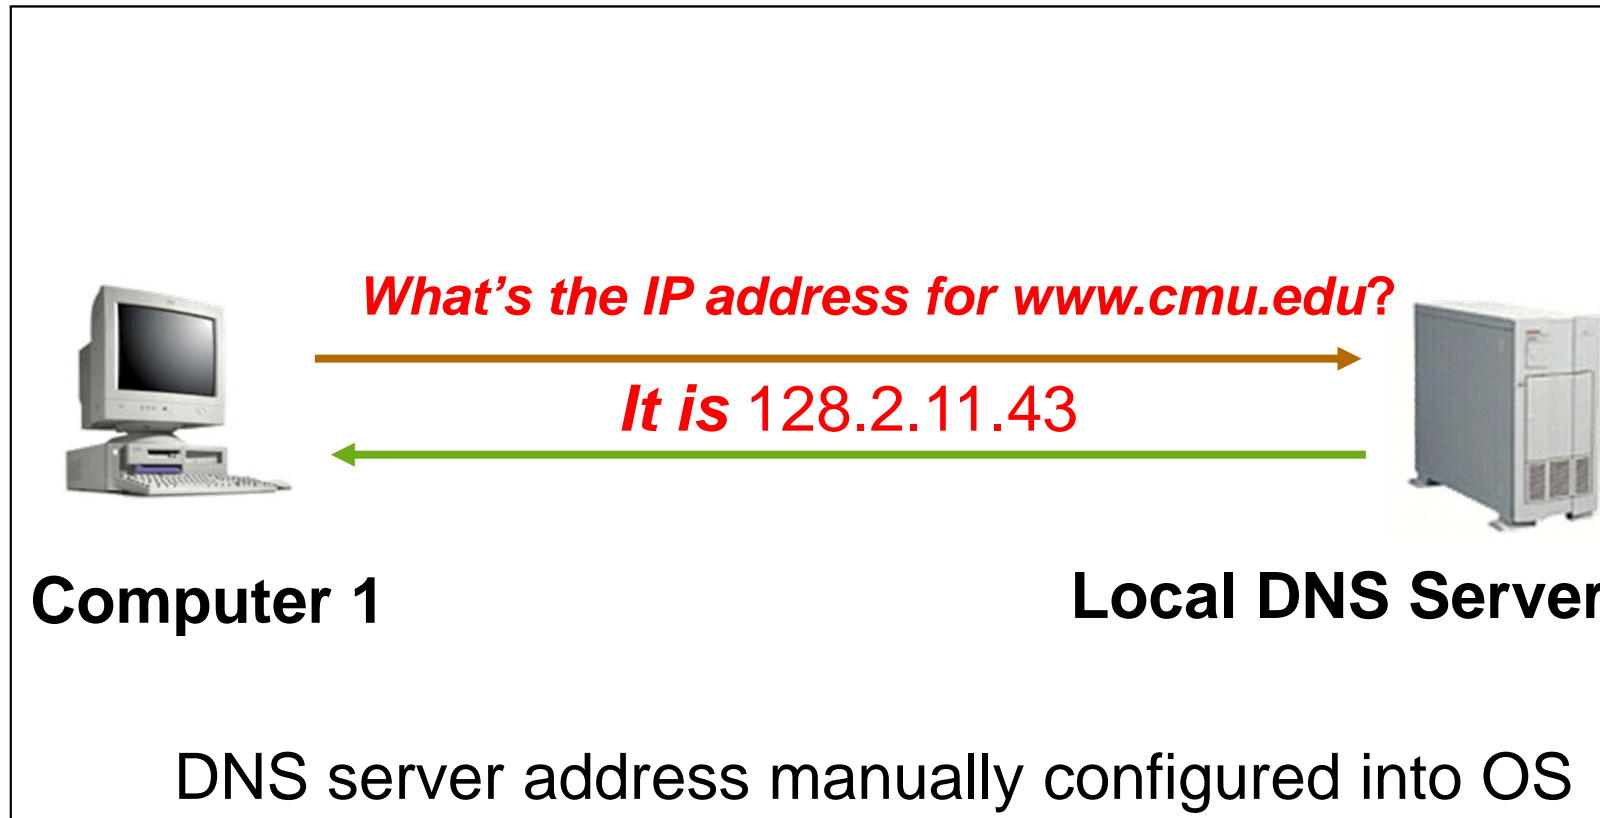 What’s the IP address for www.cmu.edu?
It is 128.2.11.43
Computer 1
Local DNS Server
DNS server address manually configured into OS